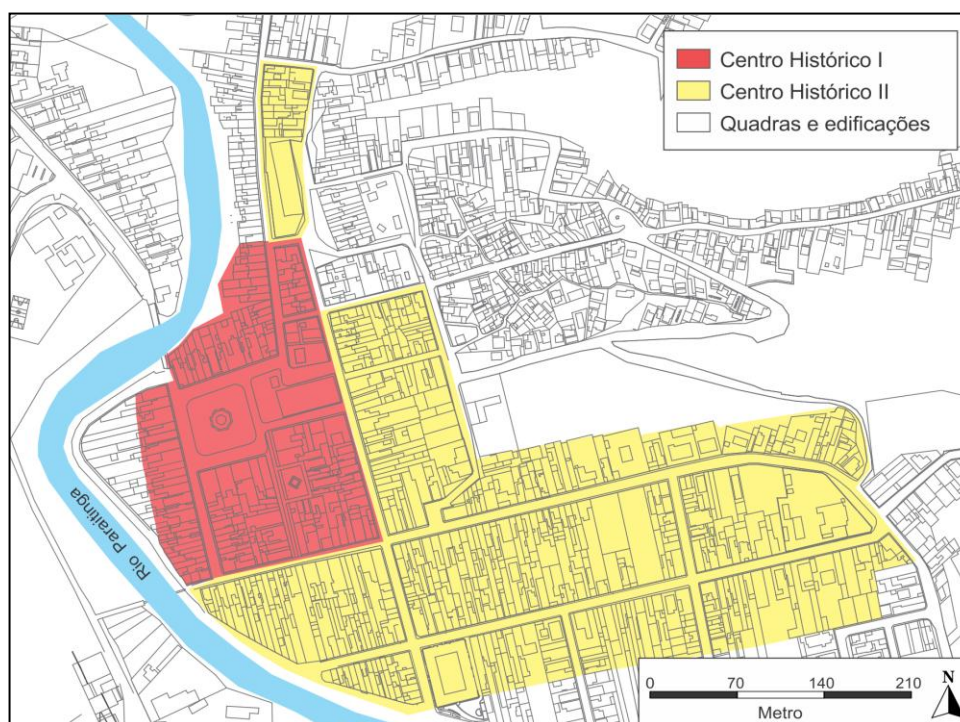 Centro Histórico I
Centro Histórico II
Quadras e edificações
Rio Paraitinga
N
0 70 140 210
Metro